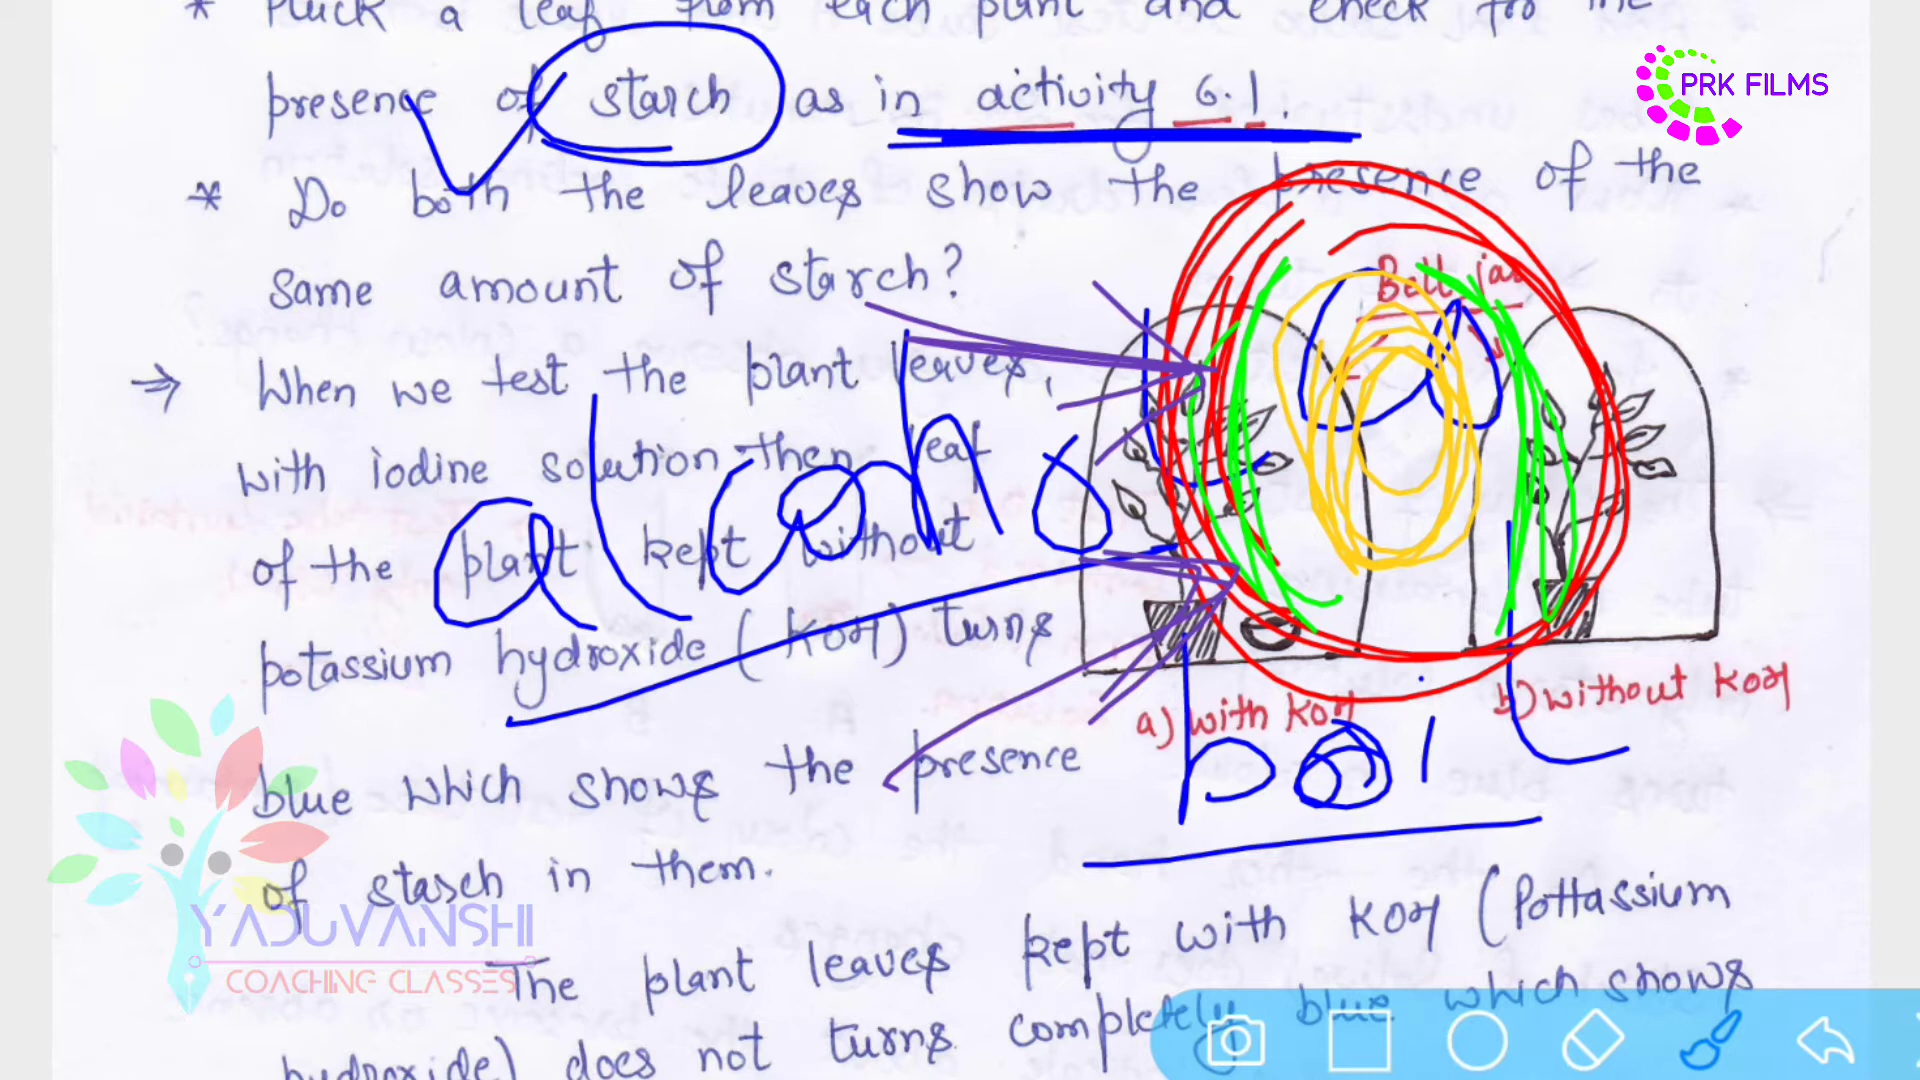 * Pluck a leaf from each plant and check for the
presence of starch as in activity 6.1.
PRK FILMS
* Do both the leaves show the presence of the
same amount of starch?
Bell jar
⇒ When we test the plant leaves,
with iodine solution then leaf
of the plant kept without
potassium hydroxide (KOH) turns
a) with KOH
b) without KOH
blue which shows the presence
of starch in them.
YADUVANSHI
COACHING CLASSES
The plant leaves kept with KOH (Pottassium
hydroxide) does not turns completely blue which shows